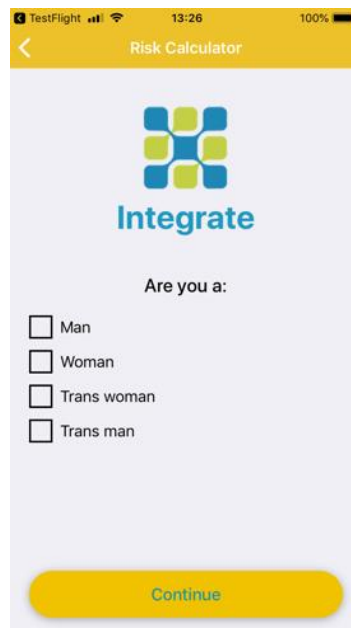 TestFlight 13:26 100%
Risk Calculator
Integrate
Are you a:
Man
Woman
Trans woman
Trans man
Continue